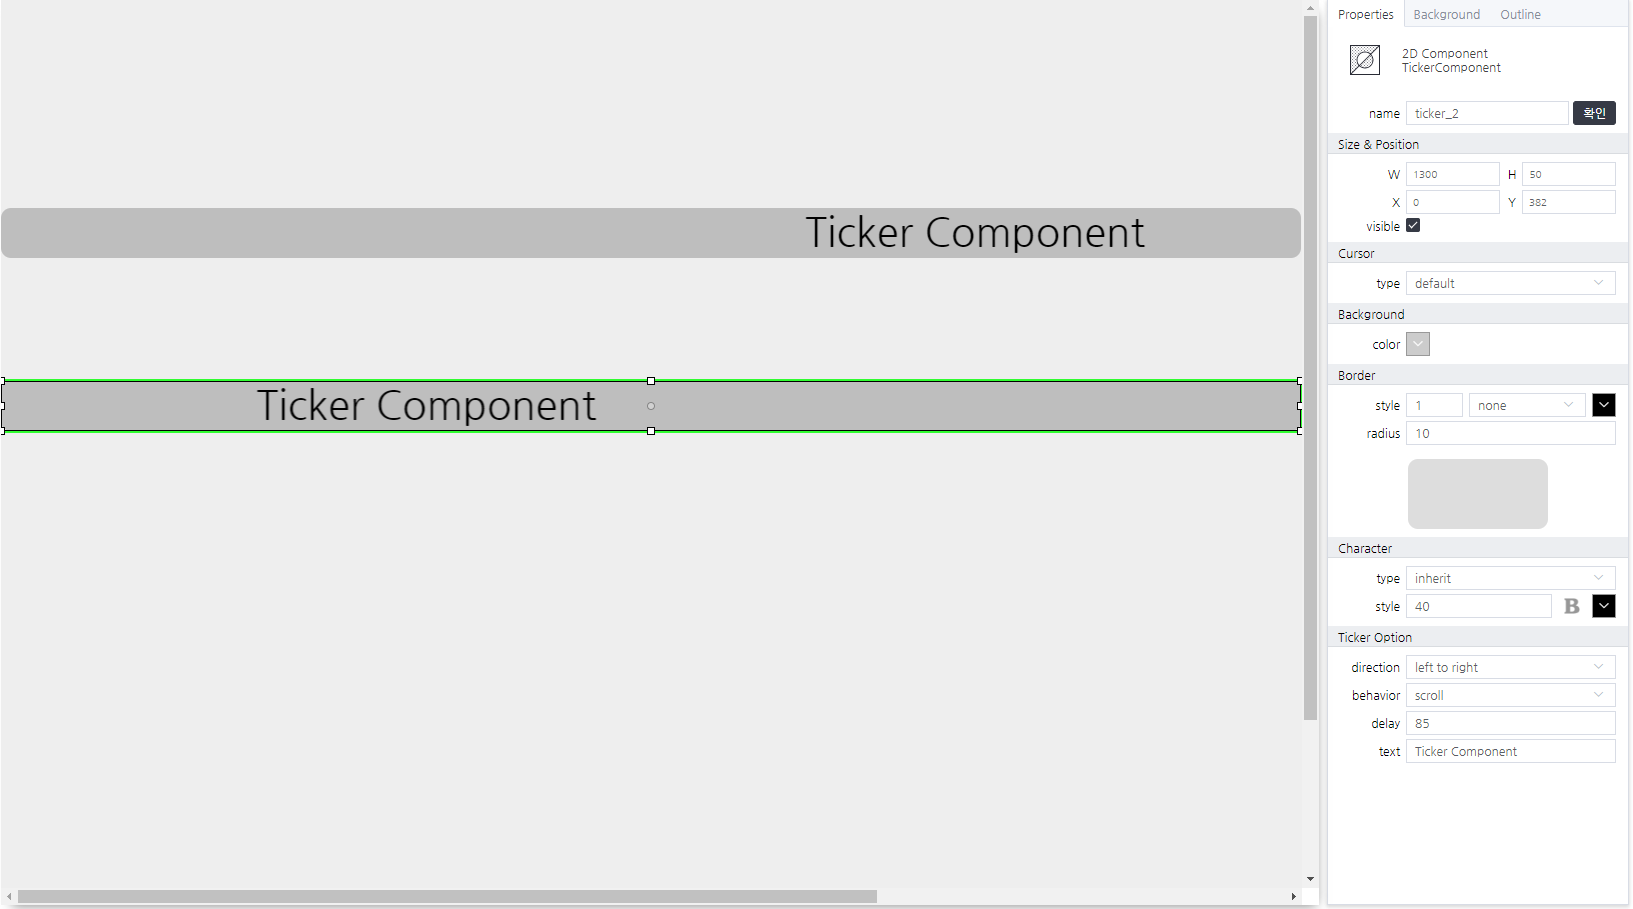 Ticker Component
Ticker Component
Properties Background Outline
2D Component
TickerComponent
name ticker_2 확인
Size & Position
W 1300 H 50
X 0 Y 382
visible
Cursor
type default
Background
color
Border
style 1 none
radius 10
Character
type inherit
style 40 B
Ticker Option
direction left to right
behavior scroll
delay 85
text Ticker Component